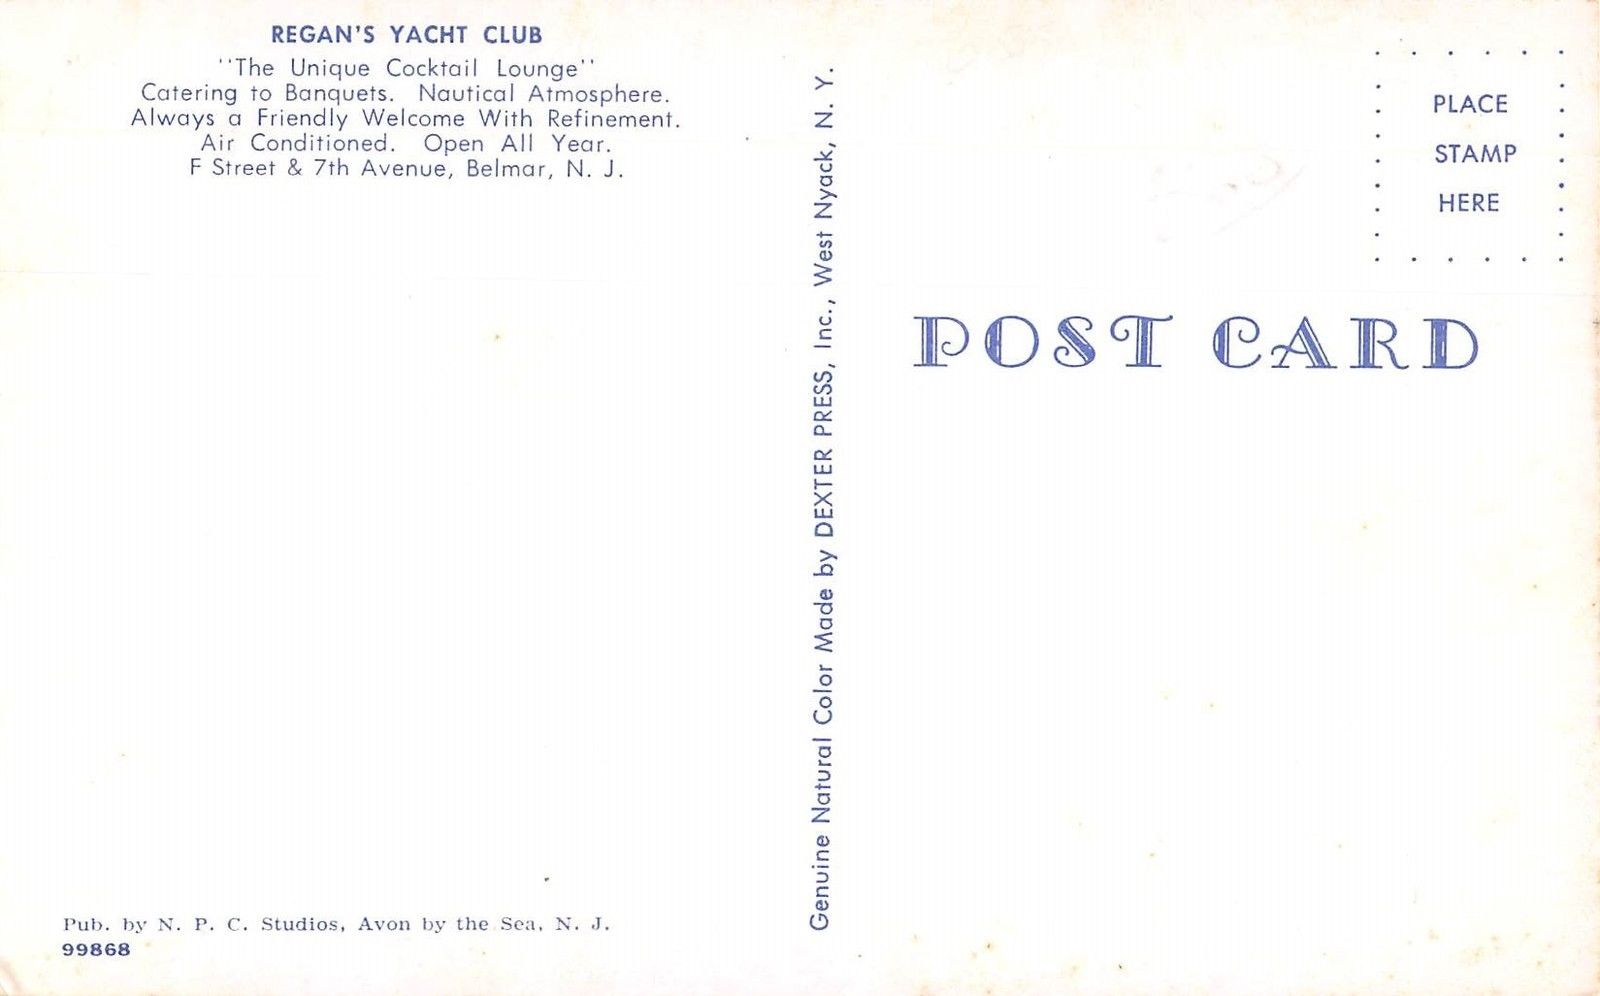 REGAN'S YACHT CLUB
"The Unique Cocktail Lounge"
Catering to Banquets. Nautical Atmosphere.
Always a Friendly Welcome With Refinement.
Air Conditioned. Open All Year.
F Street & 7th Avenue, Belmar, N. J.
Pub. by N. P. C. Studios, Avon by the Sea, N. J.
99868
Genuine Natural Color Made by DEXTER PRESS, Inc., West Nyack, N. Y.
PLACE
STAMP
HERE
POST CARD